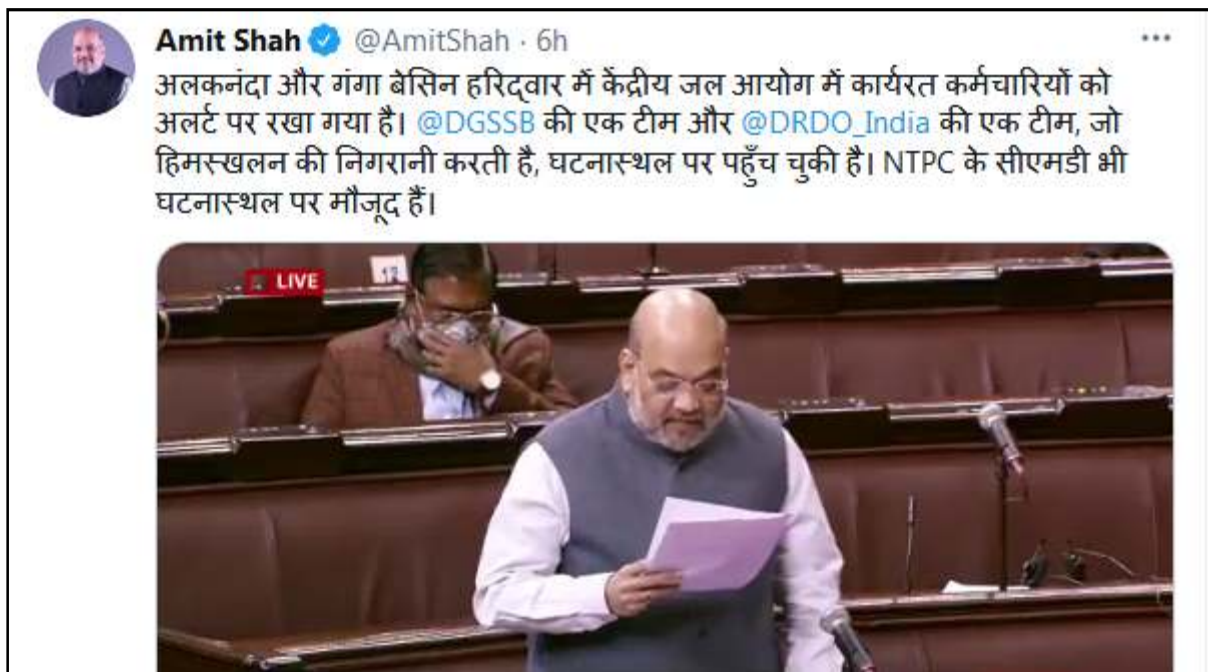 Amit Shah @AmitShah · 6h
अलकनंदा और गंगा बेसिन हरिद्वार में केंद्रीय जल आयोग में कार्यरत कर्मचारियों को
अलर्ट पर रखा गया है। @DGSSB की एक टीम और @DRDO_India की एक टीम, जो
हिमस्खलन की निगरानी करती है, घटनास्थल पर पहुँच चुकी है। NTPC के सीएमडी भी
घटनास्थल पर मौजूद हैं।
LIVE
12